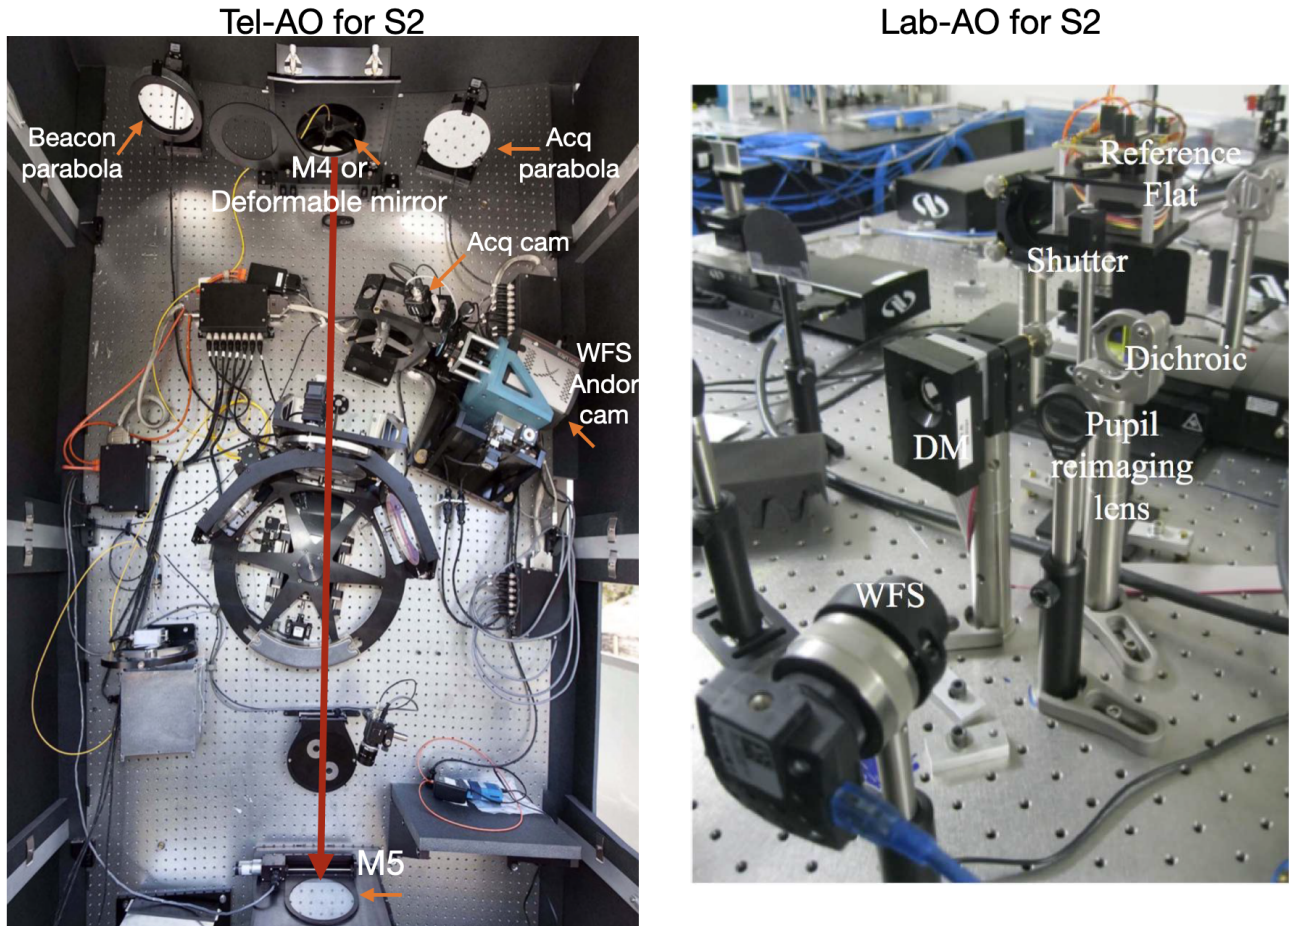 Tel-AO for S2
Lab-AO for S2
Beacon
parabola
M4 or
Deformable mirror
Acq
parabola
Acq cam
WFS
Andor
cam
M5
Reference
Flat
Shutter
Dichroic
Pupil
reimaging
lens
DM
WFS